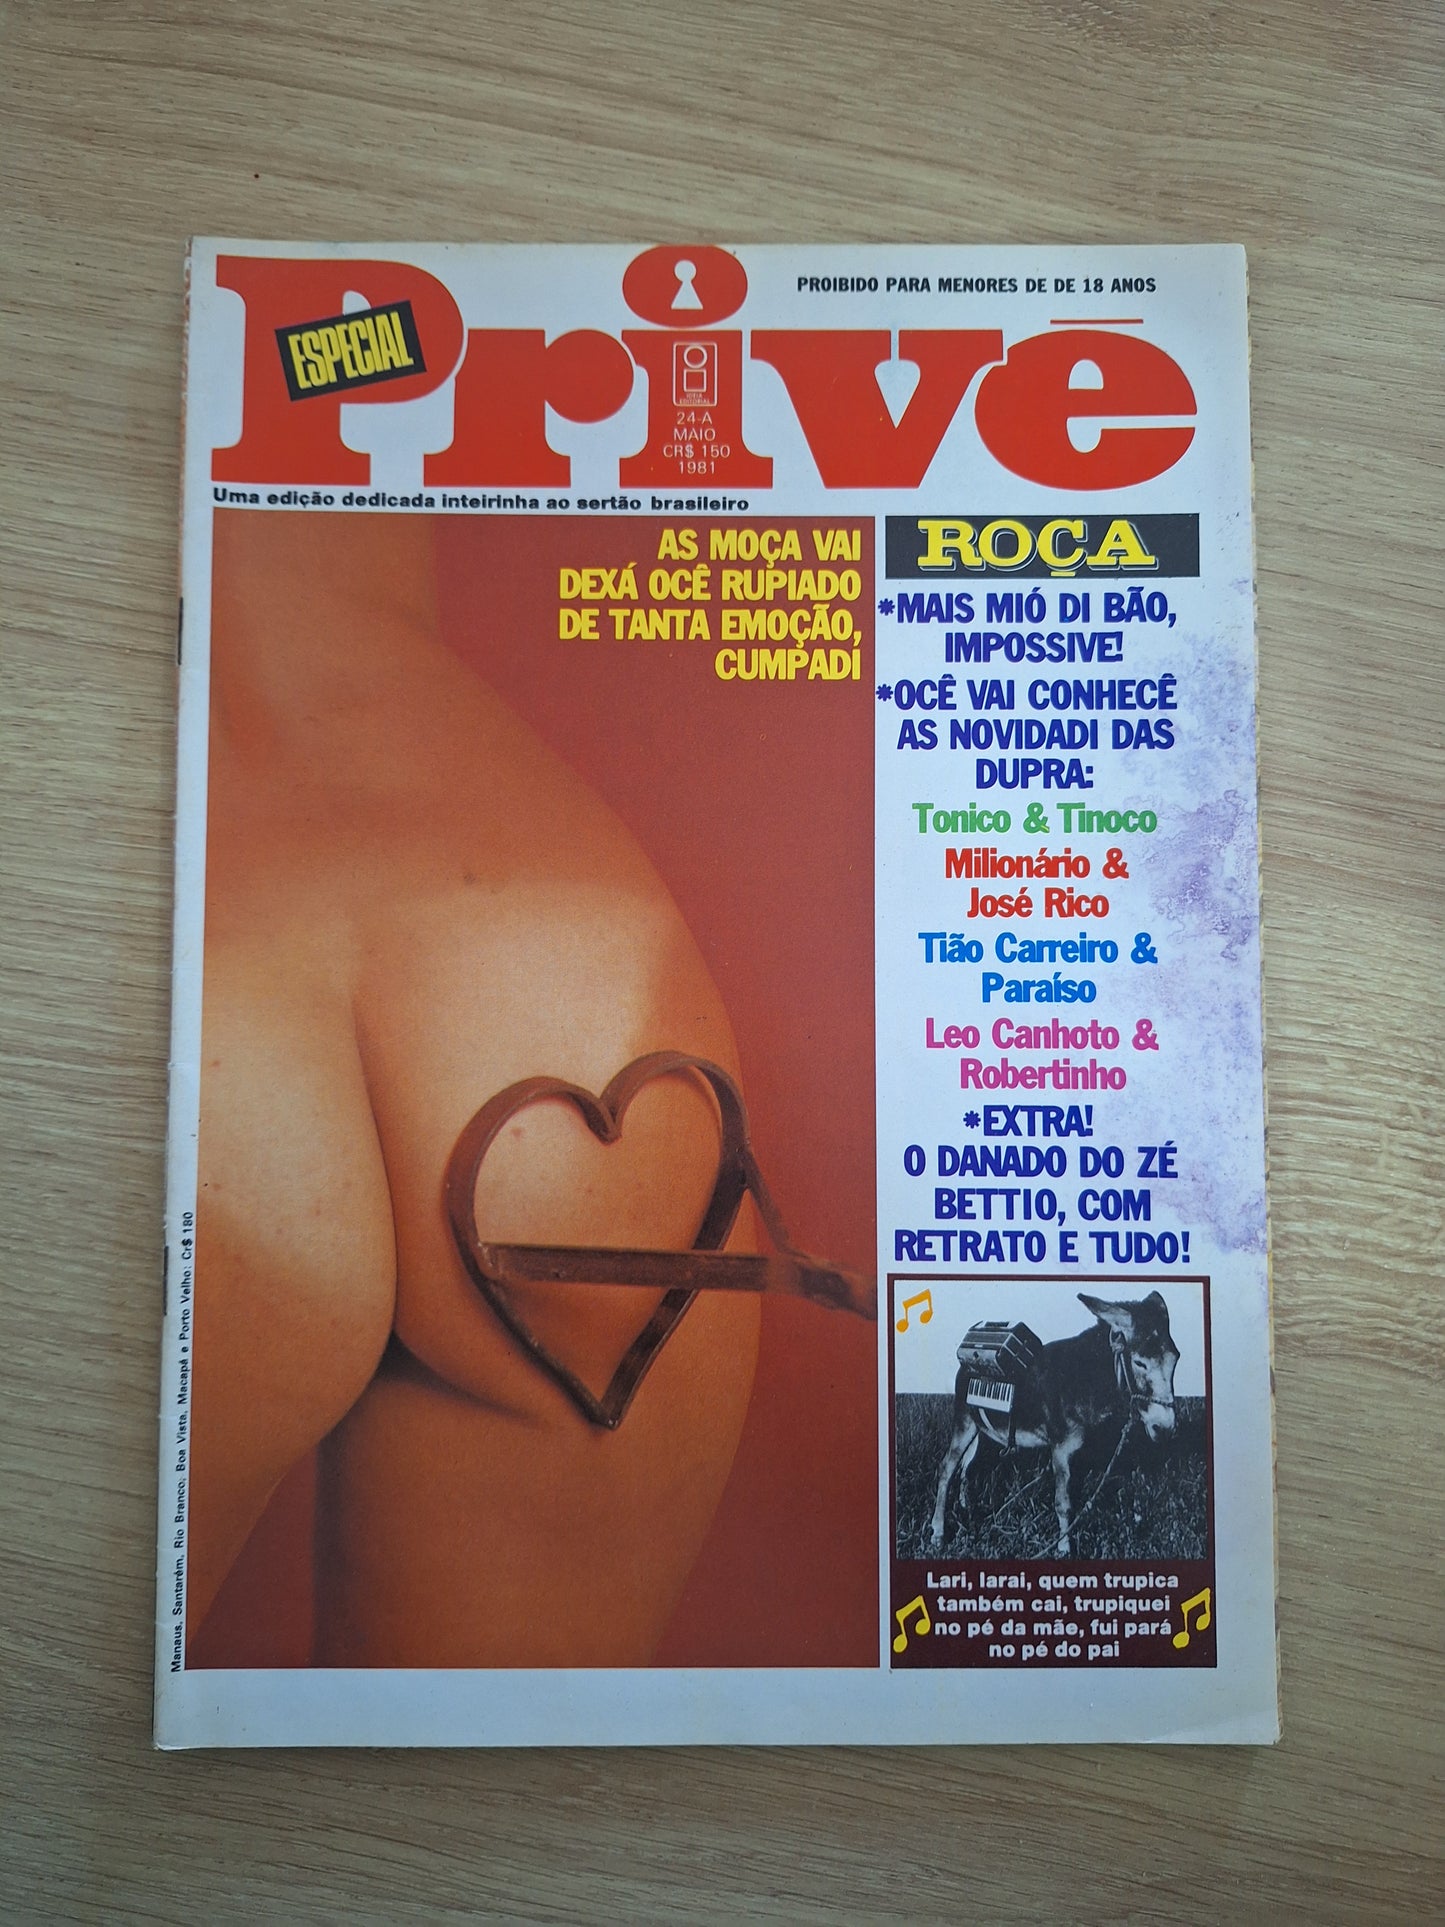 PROIBIDO PARA MENORES DE DE 18 ANOS
Privē
ESPECIAL
IDEIA
EDITORIAL
24-A
MAIO
CR$ 150
1981
Uma edição dedicada inteirinha ao sertão brasileiro
AS MOÇA VAI
DEXÁ OCÊ RUPIADO
DE TANTA EMOÇÃO,
CUMPADI
ROÇA
*MAIS MIÓ DI BÃO,
IMPOSSIVE!
*OCÊ VAI CONHECÊ
AS NOVIDADI DAS
DUPRA:
Tonico & Tinoco
Milionário &
José Rico
Tião Carreiro &
Paraíso
Leo Canhoto &
Robertinho
*EXTRA!
O DANADO DO ZÉ
BETTIO, COM
RETRATO E TUDO!
Lari, larai, quem trupica
também cai, trupiquei
no pé da mãe, fui pará
no pé do pai
Manaus, Santarém, Rio Branco, Boa Vista, Macapá e Porto Velho: Cr$ 180